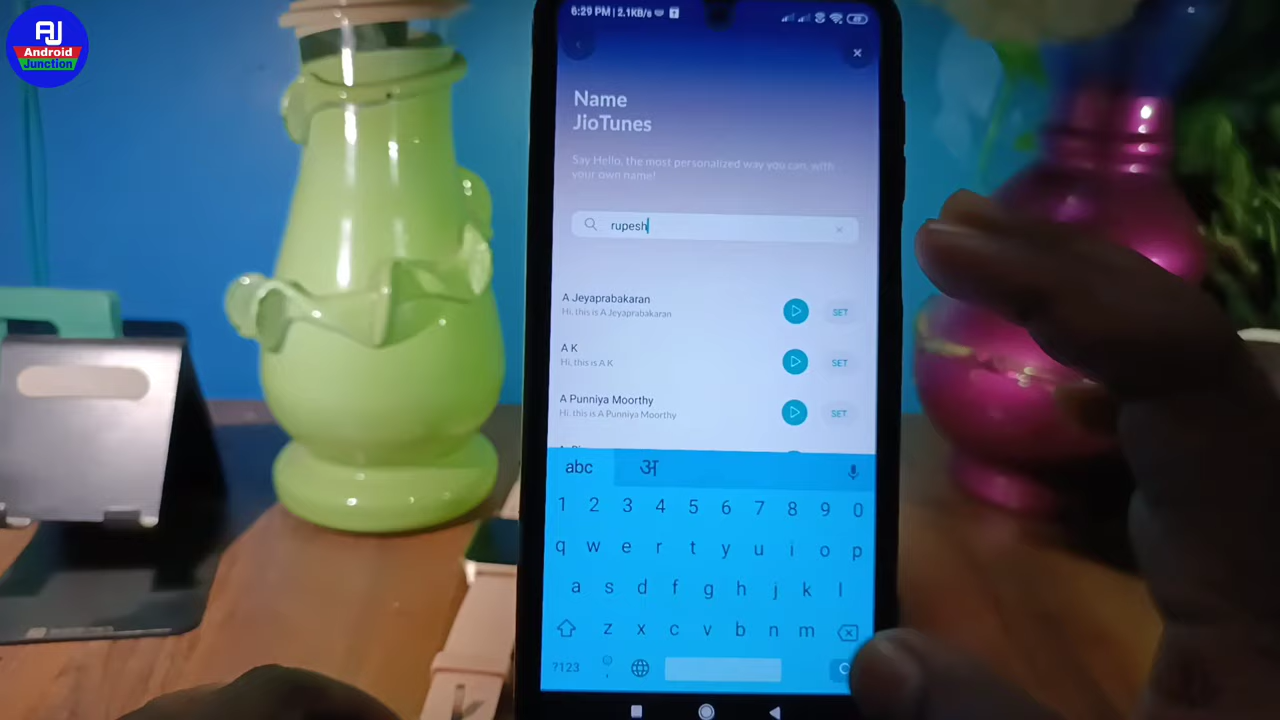 AJ
Android
Junction
6:29 PM | 2.1KB/s
Name
JioTunes
Say Hello, the most personalized way you can, with
your own name!
rupesh
A Jeyaprabakaran
Hi, this is A Jeyaprabakaran
SET
A K
Hi, this is A K
SET
A Punniya Moorthy
Hi, this is A Punniya Moorthy
SET
abc अ
1 2 3 4 5 6 7 8 9 0
q w e r t y u i o p
a s d f g h j k l
z x c v b n m
?123 ,